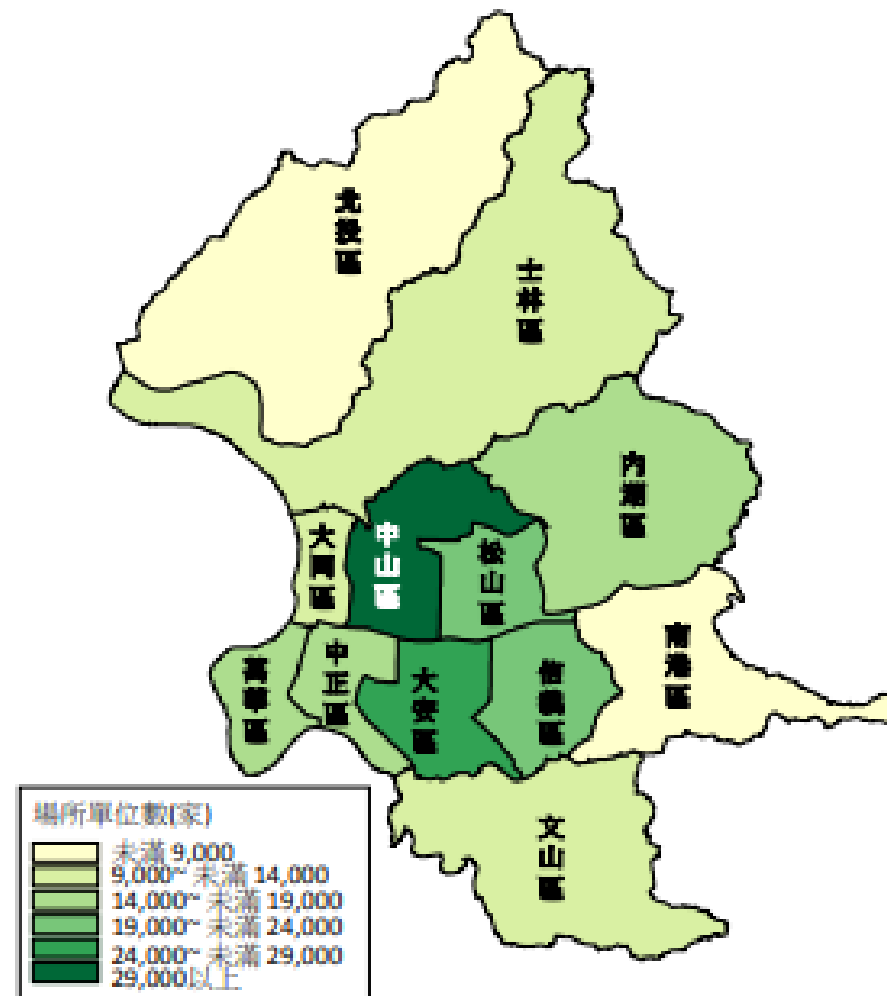 北投區
士林區
內湖區
大同區
中山區
松山區
南港區
萬華區
中正區
大安區
信義區
文山區
場所單位數(家)
未滿 9,000
9,000~ 未滿 14,000
14,000~ 未滿 19,000
19,000~ 未滿 24,000
24,000~ 未滿 29,000
29,000以上